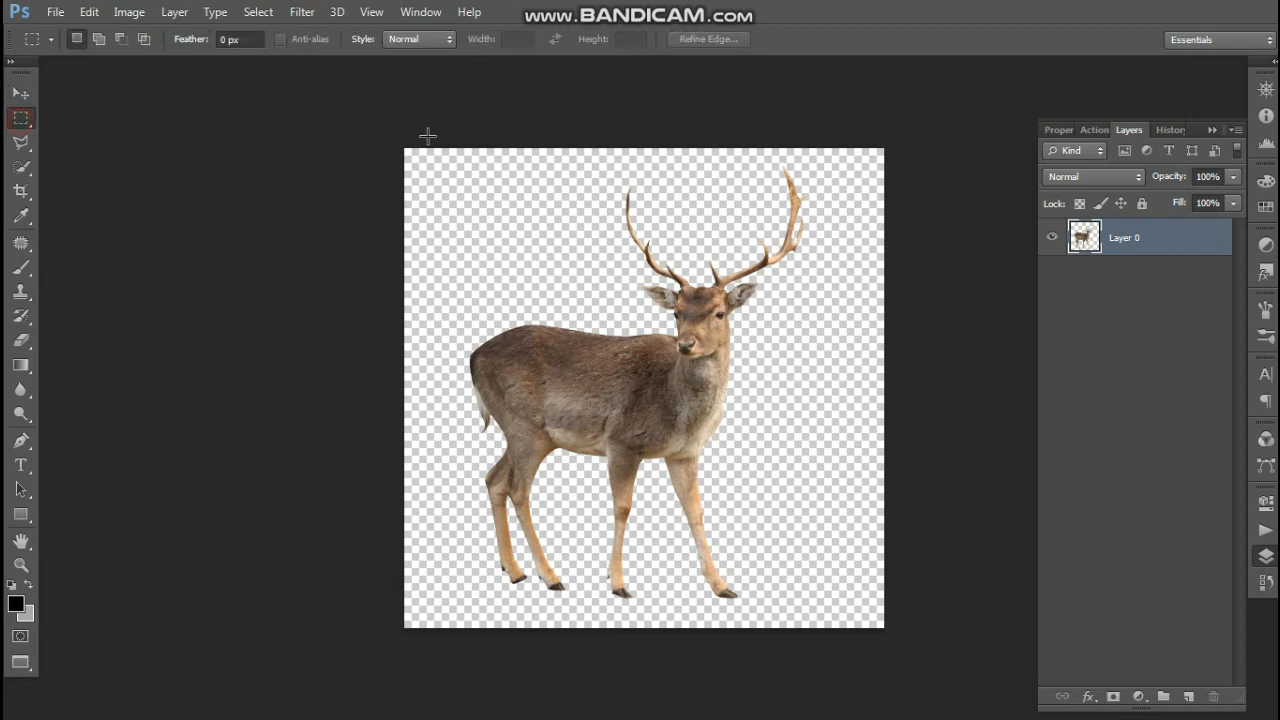 Ps File Edit Image Layer Type Select Filter 3D View Window Help
www.BANDICAM.com
Feather: 0 px Anti-alias Style: Normal Width: Height: Refine Edge... Essentials
Proper Action Layers History
Kind
Normal Opacity: 100%
Lock: Fill: 100%
Layer 0